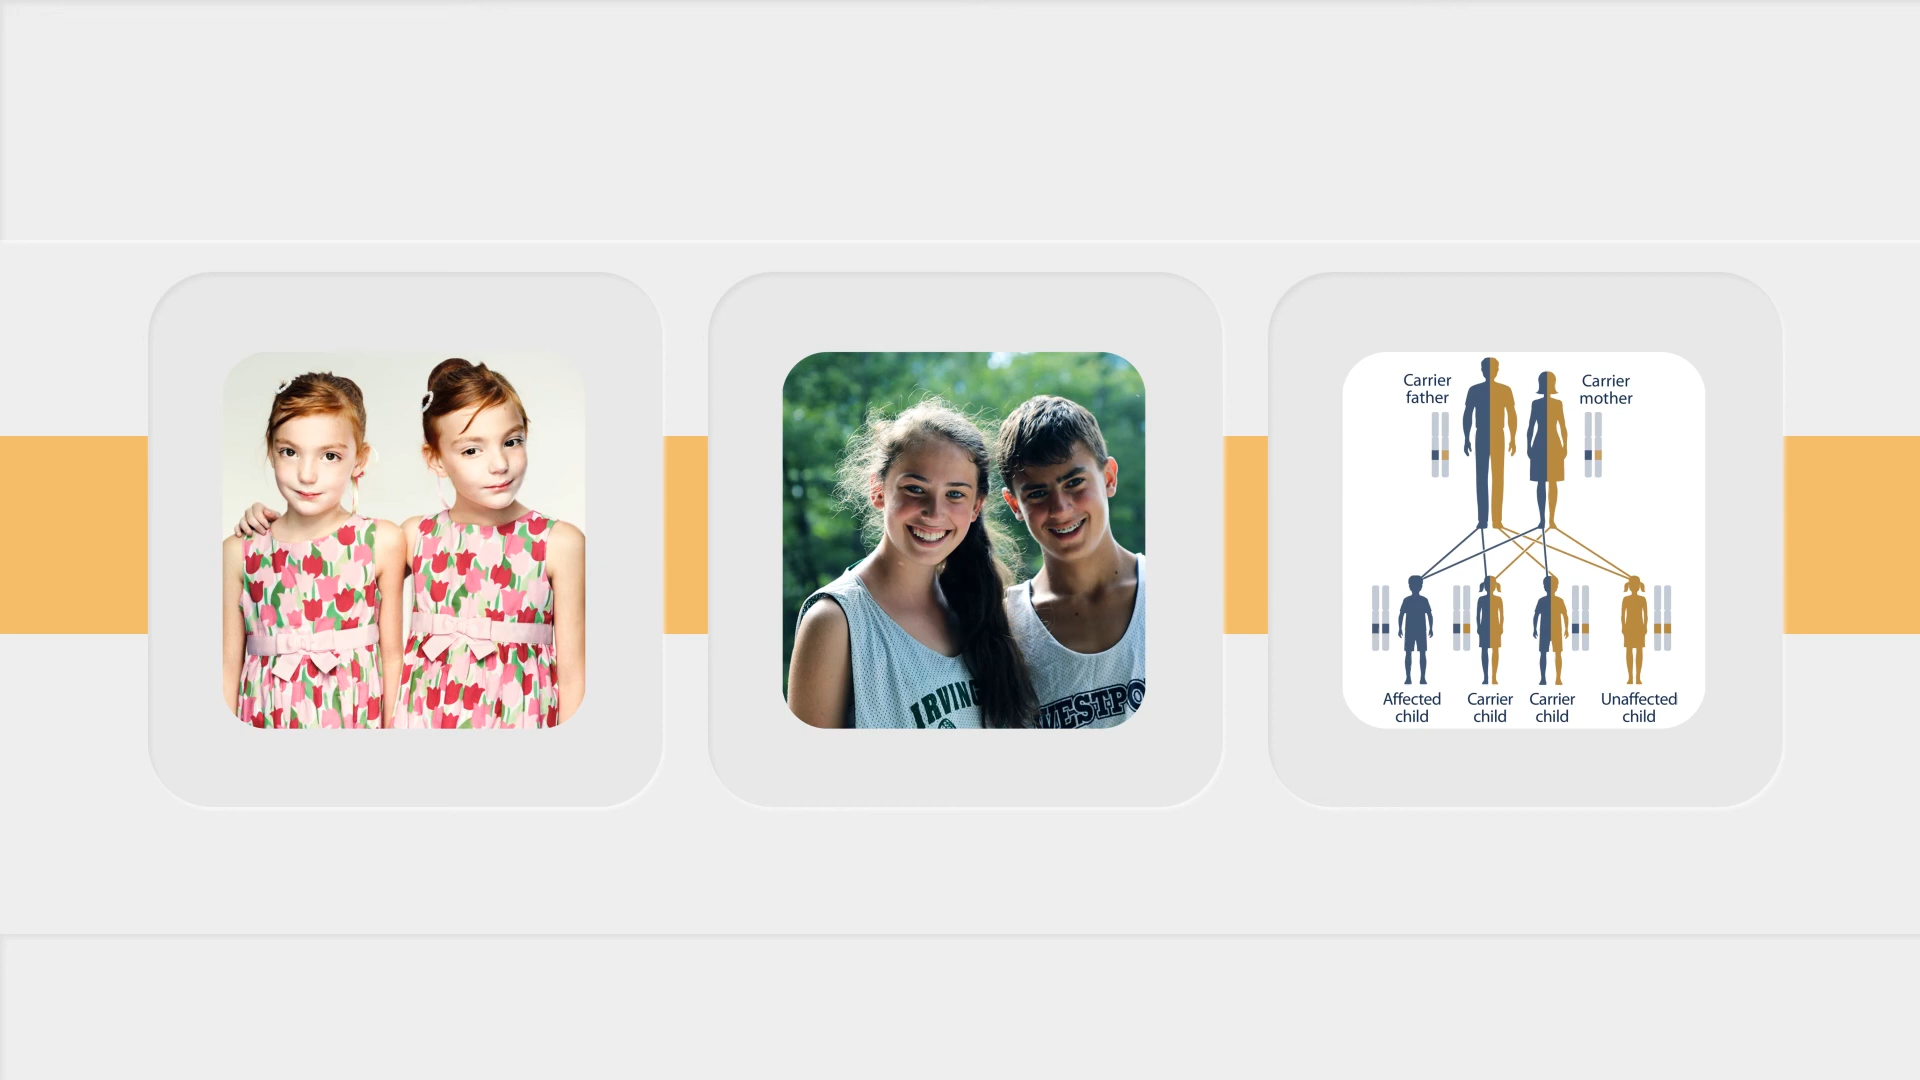 IRVING
WESTPO
Carrier
father
Carrier
mother
Affected
child
Carrier
child
Carrier
child
Unaffected
child